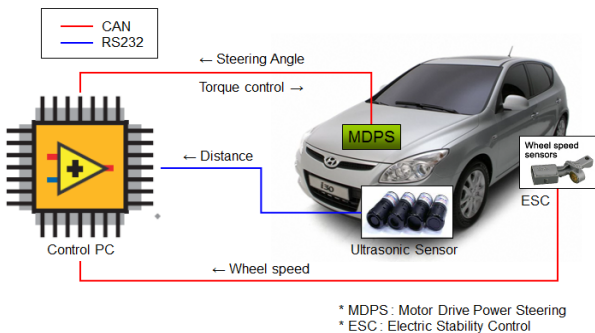 CAN
RS232
← Steering Angle
Torque control →
MDPS
Wheel speed
sensors
← Distance
i30
ESC
Control PC
Ultrasonic Sensor
← Wheel speed
* MDPS : Motor Drive Power Steering
* ESC : Electric Stability Control